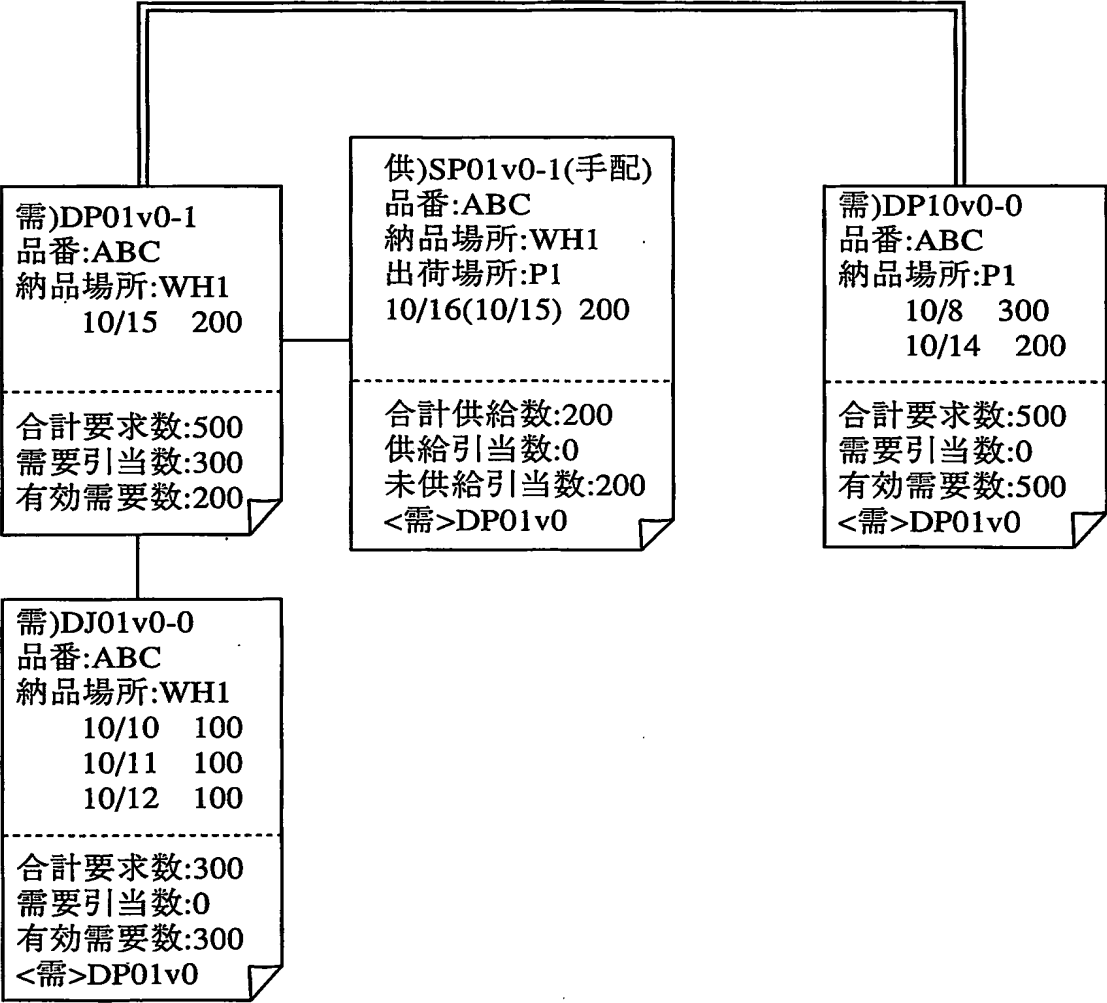 需)DP01v0-1
品番:ABC
納品場所:WH1
10/15 200
合計要求数:500
需要引当数:300
有効需要数:200
供)SP01v0-1(手配)
品番:ABC
納品場所:WH1
出荷場所:P1
10/16(10/15) 200
合計供給数:200
供給引当数:0
未供給引当数:200
<需>DP01v0
需)DP10v0-0
品番:ABC
納品場所:P1
10/8 300
10/14 200
合計要求数:500
需要引当数:0
有効需要数:500
<需>DP01v0
需)DJ01v0-0
品番:ABC
納品場所:WH1
10/10 100
10/11 100
10/12 100
合計要求数:300
需要引当数:0
有効需要数:300
<需>DP01v0